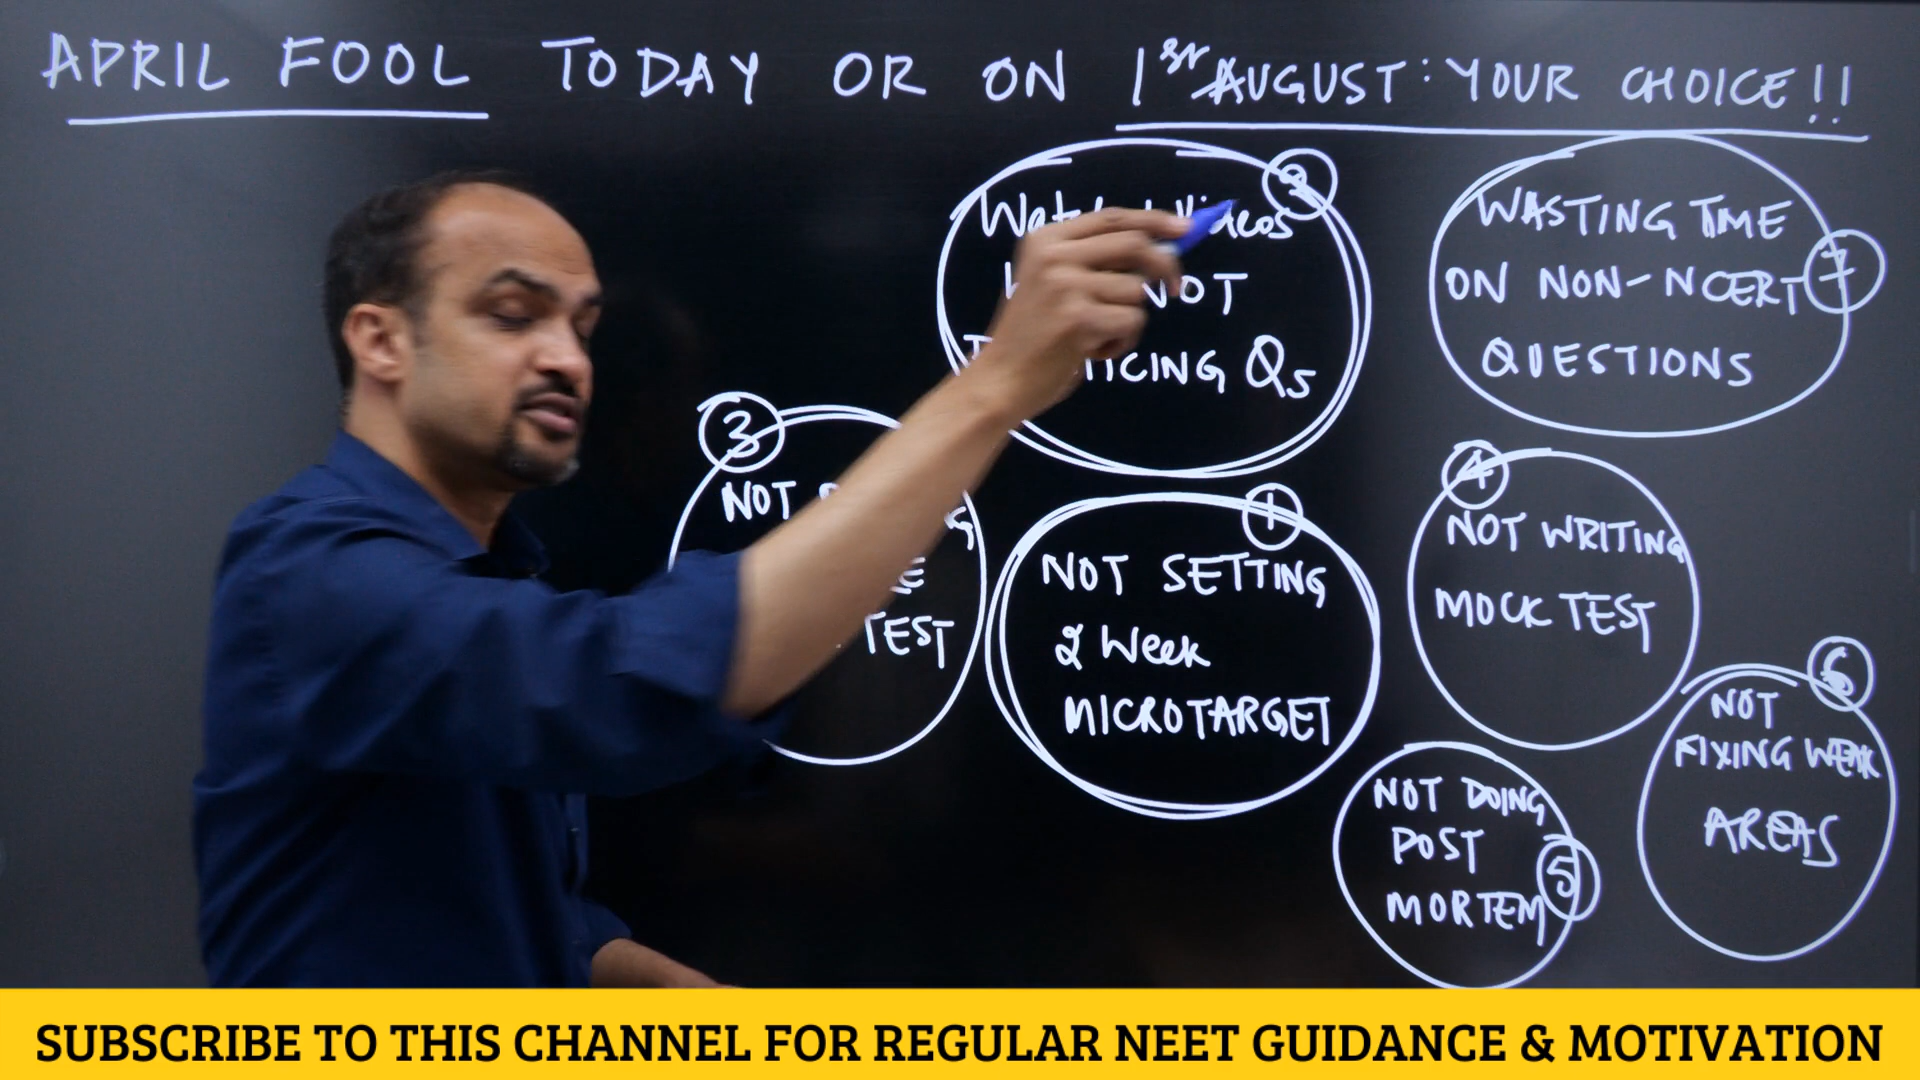 APRIL FOOL TODAY OR ON 1ST AUGUST: YOUR CHOICE!!
2
Videos
NOT
Qs
WASTING TIME
ON NON-NCERT
7
QUESTIONS
3
NOT
TEST
1
NOT SETTING
2 Week
MICROTARGET
4
NOT WRITING
MOCK TEST
5
NOT DOING
POST
MORTEM
6
NOT
FIXING WEAK
AREAS
SUBSCRIBE TO THIS CHANNEL FOR REGULAR NEET GUIDANCE & MOTIVATION